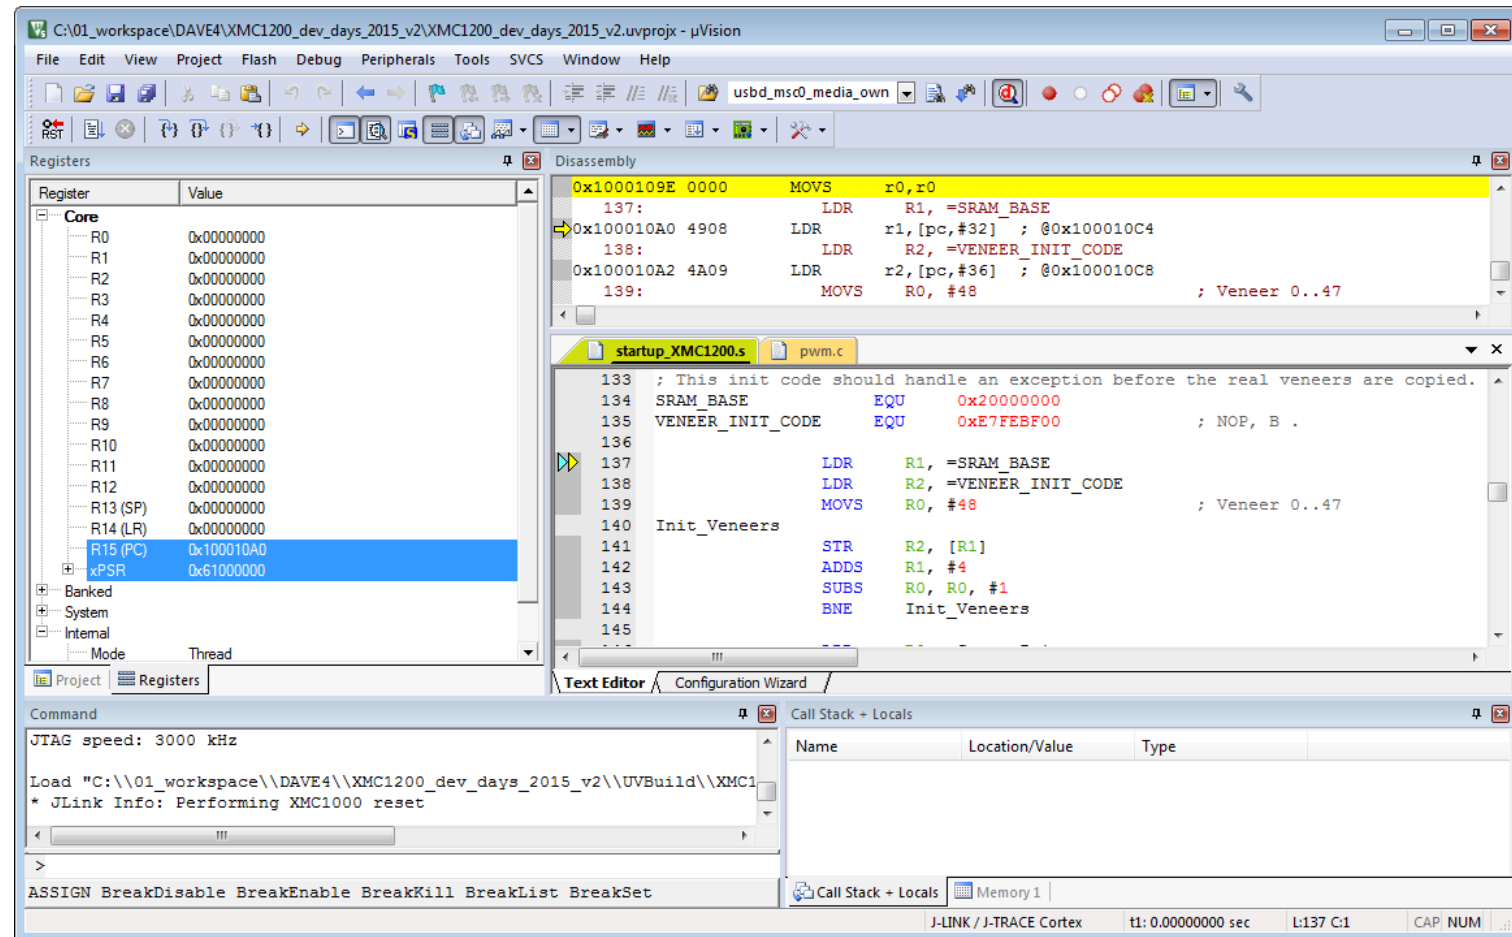 C:\01_workspace\DAVE4\XMC1200_dev_days_2015_v2\XMC1200_dev_days_2015_v2.uvprojx - µVision
File Edit View Project Flash Debug Peripherals Tools SVCS Window Help
usbd_msc0_media_own
RST
Registers
Register Value
Core
R0 0x00000000
R1 0x00000000
R2 0x00000000
R3 0x00000000
R4 0x00000000
R5 0x00000000
R6 0x00000000
R7 0x00000000
R8 0x00000000
R9 0x00000000
R10 0x00000000
R11 0x00000000
R12 0x00000000
R13 (SP) 0x00000000
R14 (LR) 0x00000000
R15 (PC) 0x100010A0
xPSR 0x61000000
Banked
System
Internal
Mode Thread
Project Registers
Disassembly
0x1000109E 0000 MOVS r0,r0
137: LDR R1, =SRAM_BASE
0x100010A0 4908 LDR r1,[pc,#32] ; @0x100010C4
138: LDR R2, =VENEER_INIT_CODE
0x100010A2 4A09 LDR r2,[pc,#36] ; @0x100010C8
139: MOVS R0, #48 ; Veneer 0..47
startup_XMC1200.s pwm.c
133 ; This init code should handle an exception before the real veneers are copied.
134 SRAM_BASE EQU 0x20000000
135 VENEER_INIT_CODE EQU 0xE7FEBF00 ; NOP, B .
136
137 LDR R1, =SRAM_BASE
138 LDR R2, =VENEER_INIT_CODE
139 MOVS R0, #48 ; Veneer 0..47
140 Init_Veneers
141 STR R2, [R1]
142 ADDS R1, #4
143 SUBS R0, R0, #1
144 BNE Init_Veneers
145
Text Editor Configuration Wizard
Command
JTAG speed: 3000 kHz
Load "C:\\01_workspace\\DAVE4\\XMC1200_dev_days_2015_v2\\UVBuild\\XMC1
* JLink Info: Performing XMC1000 reset
>
ASSIGN BreakDisable BreakEnable BreakKill BreakList BreakSet
Call Stack + Locals
Name Location/Value Type
Call Stack + Locals Memory 1
J-LINK / J-TRACE Cortex t1: 0.00000000 sec L:137 C:1 CAP NUM